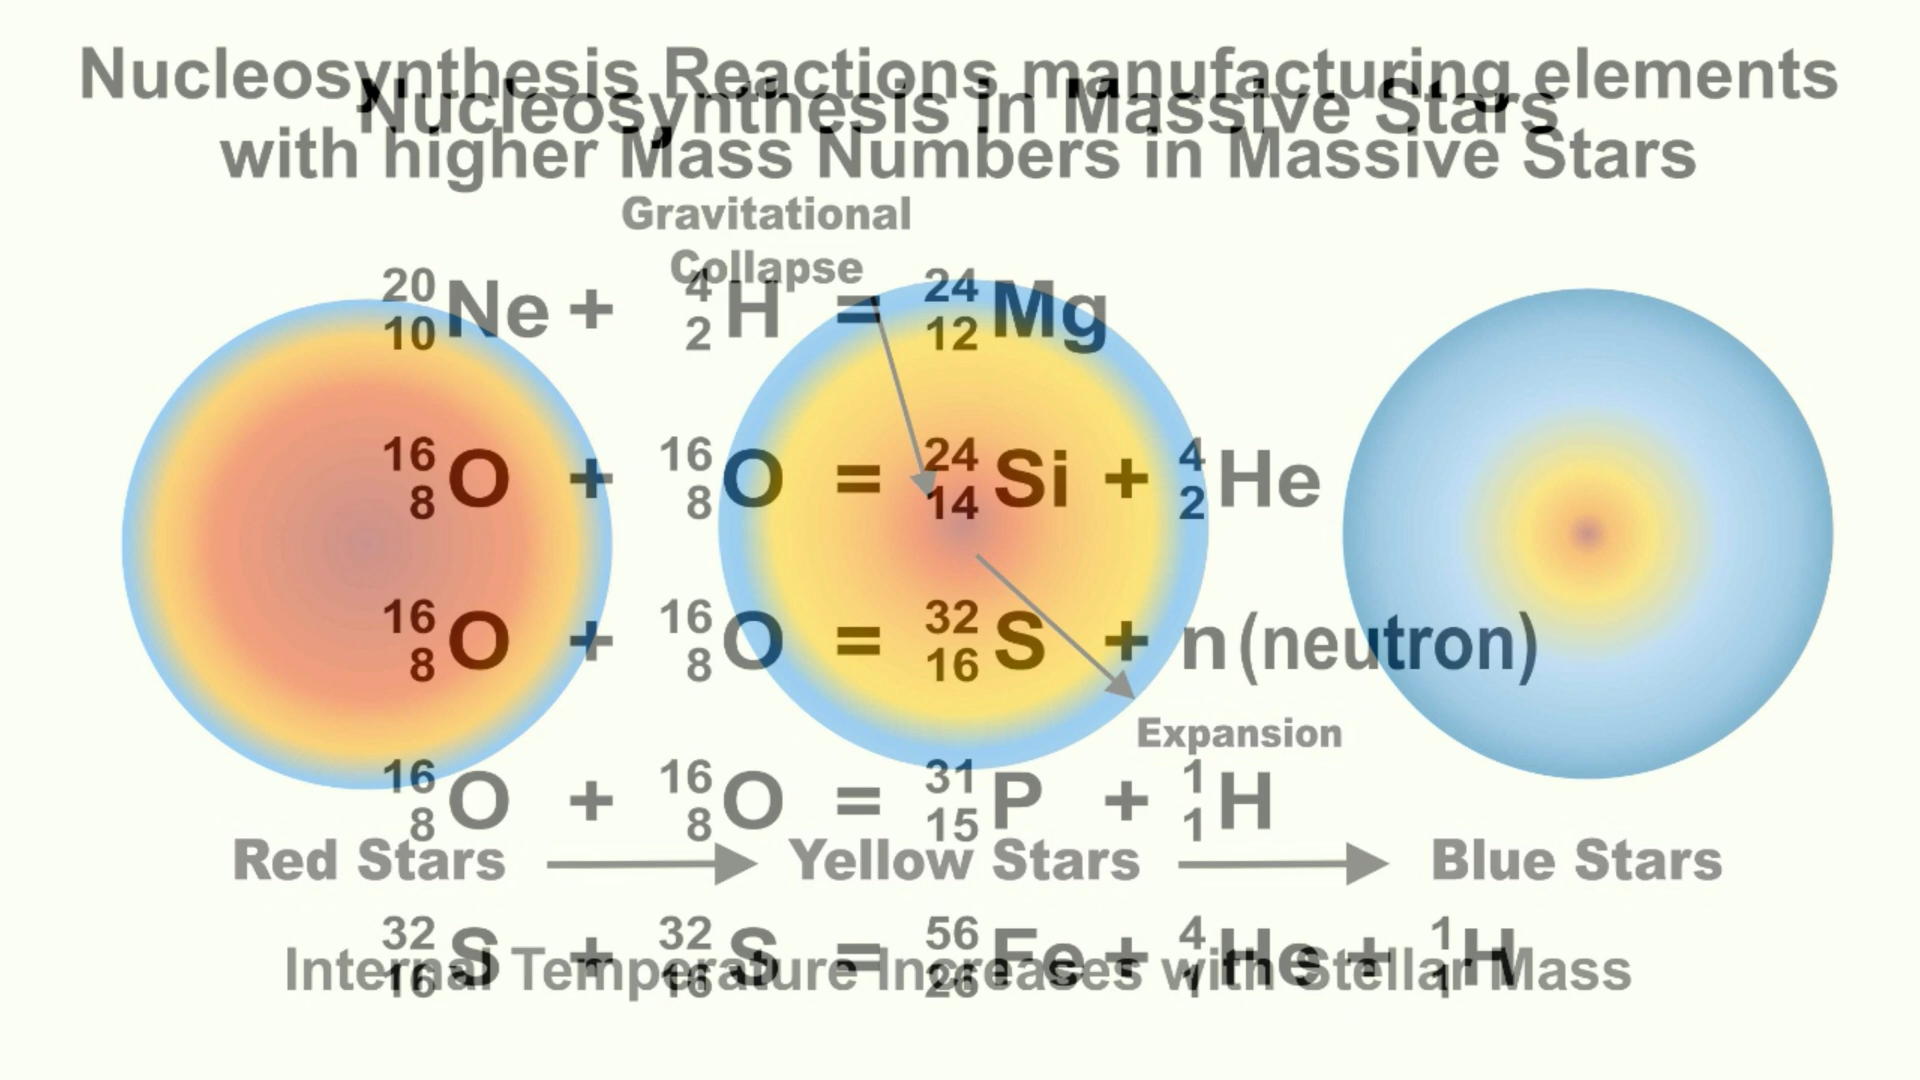 Nucleosynthesis Reactions manufacturing elements
Nucleosynthesis in Massive Stars
with higher Mass Numbers in Massive Stars
Gravitational
Collapse
20 10 Ne + 4 2 H = 24 12 Mg
16 8 O + 16 8 O = 24 14 Si + 4 2 He
16 8 O + 16 8 O = 32 16 S + n (neutron)
Expansion
16 8 O + 16 8 O = 31 15 P + 1 1 H
Red Stars Yellow Stars Blue Stars
32 16 S + 32 16 S = 56 26 Fe + 4 1 He + 1 1 H
Internal Temperature Increases with Stellar Mass